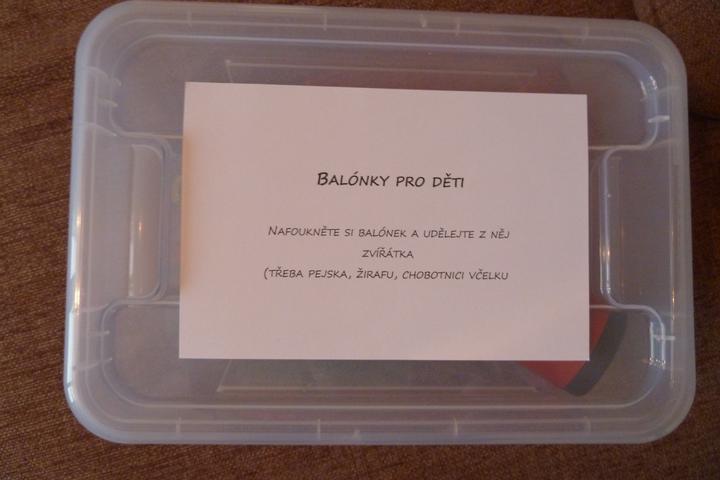 BALÓNKY PRO DĚTI
NAFOUKNĚTE SI BALÓNEK A UDĚLEJTE Z NĚJ
ZVÍŘÁTKA
(TŘEBA PEJSKA, ŽIRAFU, CHOBOTNICI VČELKU